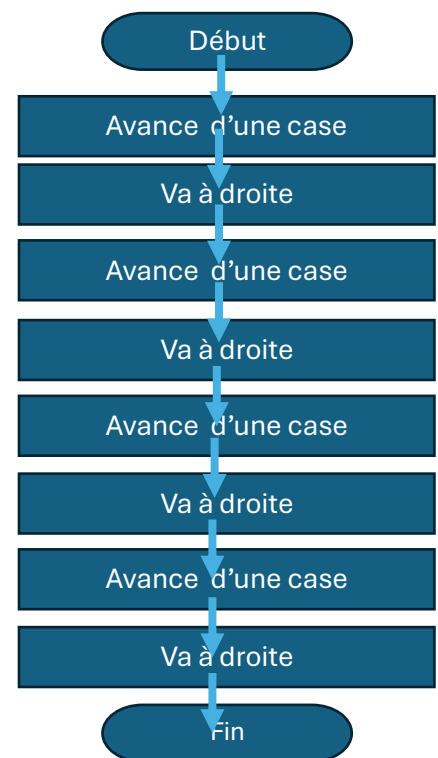 Début
Avance d’une case
Va à droite
Avance d’une case
Va à droite
Avance d’une case
Va à droite
Avance d’une case
Va à droite
Fin